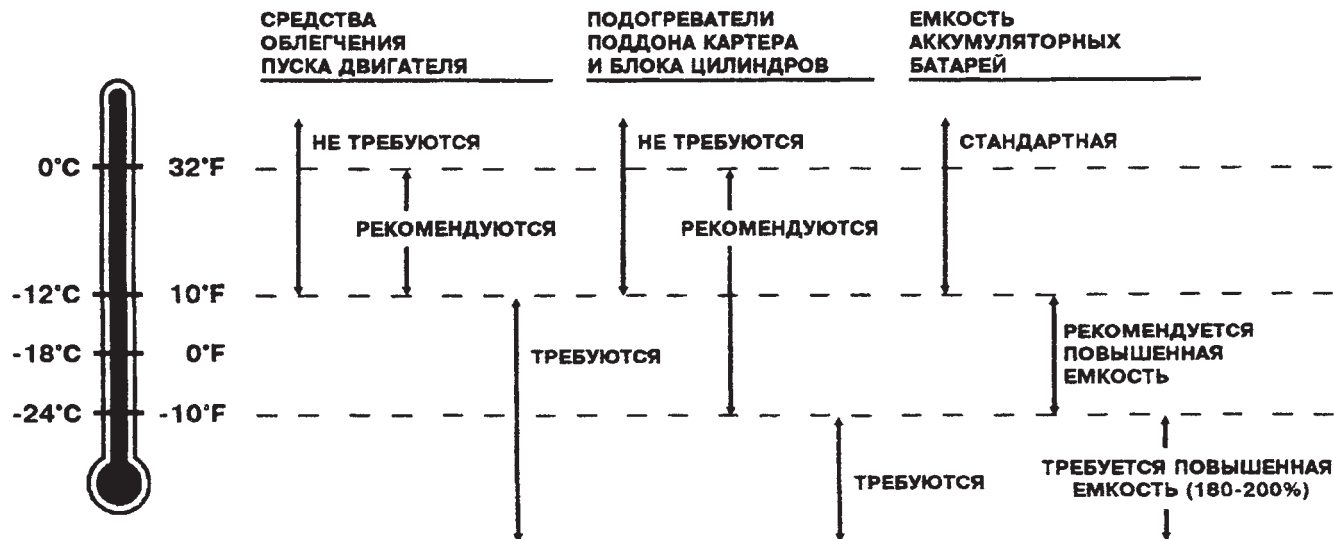 СРЕДСТВА
ОБЛЕГЧЕНИЯ
ПУСКА ДВИГАТЕЛЯ
ПОДОГРЕВАТЕЛИ
ПОДДОНА КАРТЕРА
И БЛОКА ЦИЛИНДРОВ
ЕМКОСТЬ
АККУМУЛЯТОРНЫХ
БАТАРЕЙ
НЕ ТРЕБУЮТСЯ
НЕ ТРЕБУЮТСЯ
СТАНДАРТНАЯ
0°C 32°F
РЕКОМЕНДУЮТСЯ
РЕКОМЕНДУЮТСЯ
-12°C 10°F
-18°C 0°F
ТРЕБУЮТСЯ
РЕКОМЕНДУЕТСЯ
ПОВЫШЕННАЯ
ЕМКОСТЬ
-24°C -10°F
ТРЕБУЮТСЯ
ТРЕБУЕТСЯ ПОВЫШЕННАЯ
ЕМКОСТЬ (180-200%)